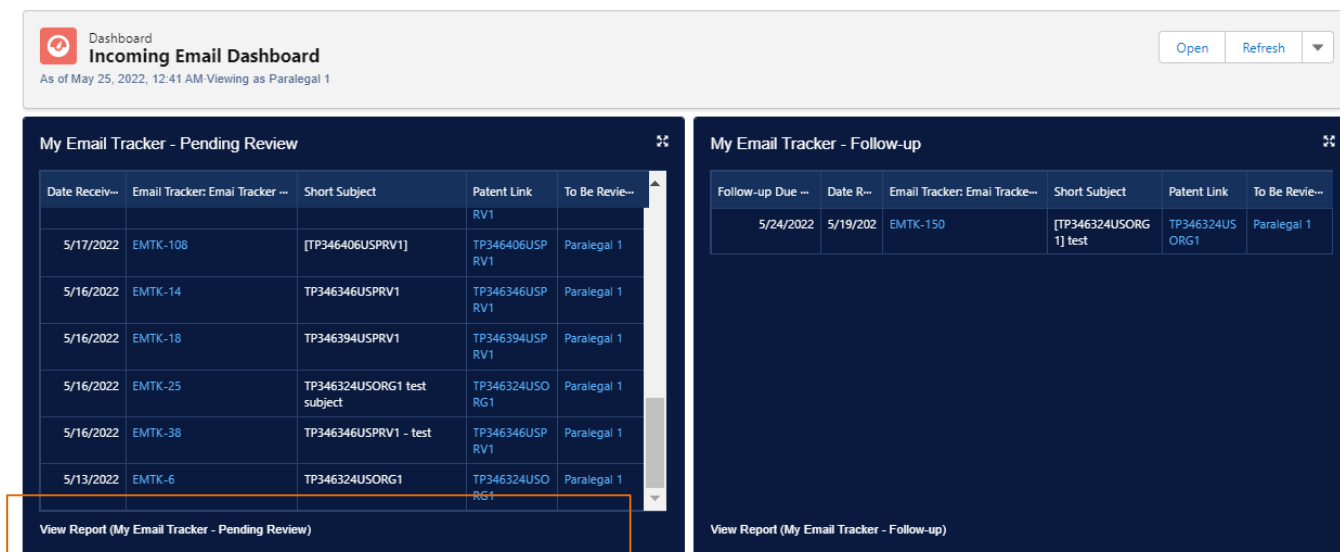 Dashboard
Incoming Email Dashboard
As of May 25, 2022, 12:41 AM·Viewing as Paralegal 1
Open Refresh
My Email Tracker - Pending Review
Date Receiv... Email Tracker: Emai Tracker ... Short Subject Patent Link To Be Revie...
RV1
5/17/2022 EMTK-108 [TP346406USPRV1] TP346406USP Paralegal 1
RV1
5/16/2022 EMTK-14 TP346346USPRV1 TP346346USP Paralegal 1
RV1
5/16/2022 EMTK-18 TP346394USPRV1 TP346394USP Paralegal 1
RV1
5/16/2022 EMTK-25 TP346324USORG1 test TP346324USO Paralegal 1
subject RG1
5/16/2022 EMTK-38 TP346346USPRV1 - test TP346346USP Paralegal 1
RV1
5/13/2022 EMTK-6 TP346324USORG1 TP346324USO Paralegal 1
RG1
View Report (My Email Tracker - Pending Review)
My Email Tracker - Follow-up
Follow-up Due ... Date R... Email Tracker: Emai Tracke... Short Subject Patent Link To Be Revie...
5/24/2022 5/19/202 EMTK-150 [TP346324USORG TP346324US Paralegal 1
1] test ORG1
View Report (My Email Tracker - Follow-up)